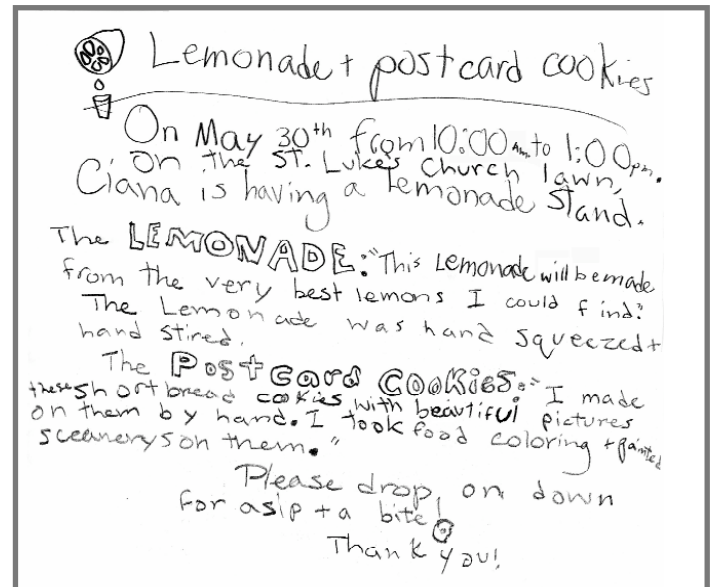 Lemonade + postcard cookies
On May 30th from 10:00 Am. to 1:00 pm.
on the ST. Lukes church lawn,
Ciana is having a Lemonade Stand.
The LEMONADE: "This Lemonade will be made
from the very best lemons I could find."
The Lemonade was hand squeezed +
hand stired.
The Postcard COOKiES: "I made
these short bread cookies with beautiful pictures
on them by hand. I took food coloring + painted
sceanerys on them."
Please drop on down
for a sip + a bite!
Thank you!